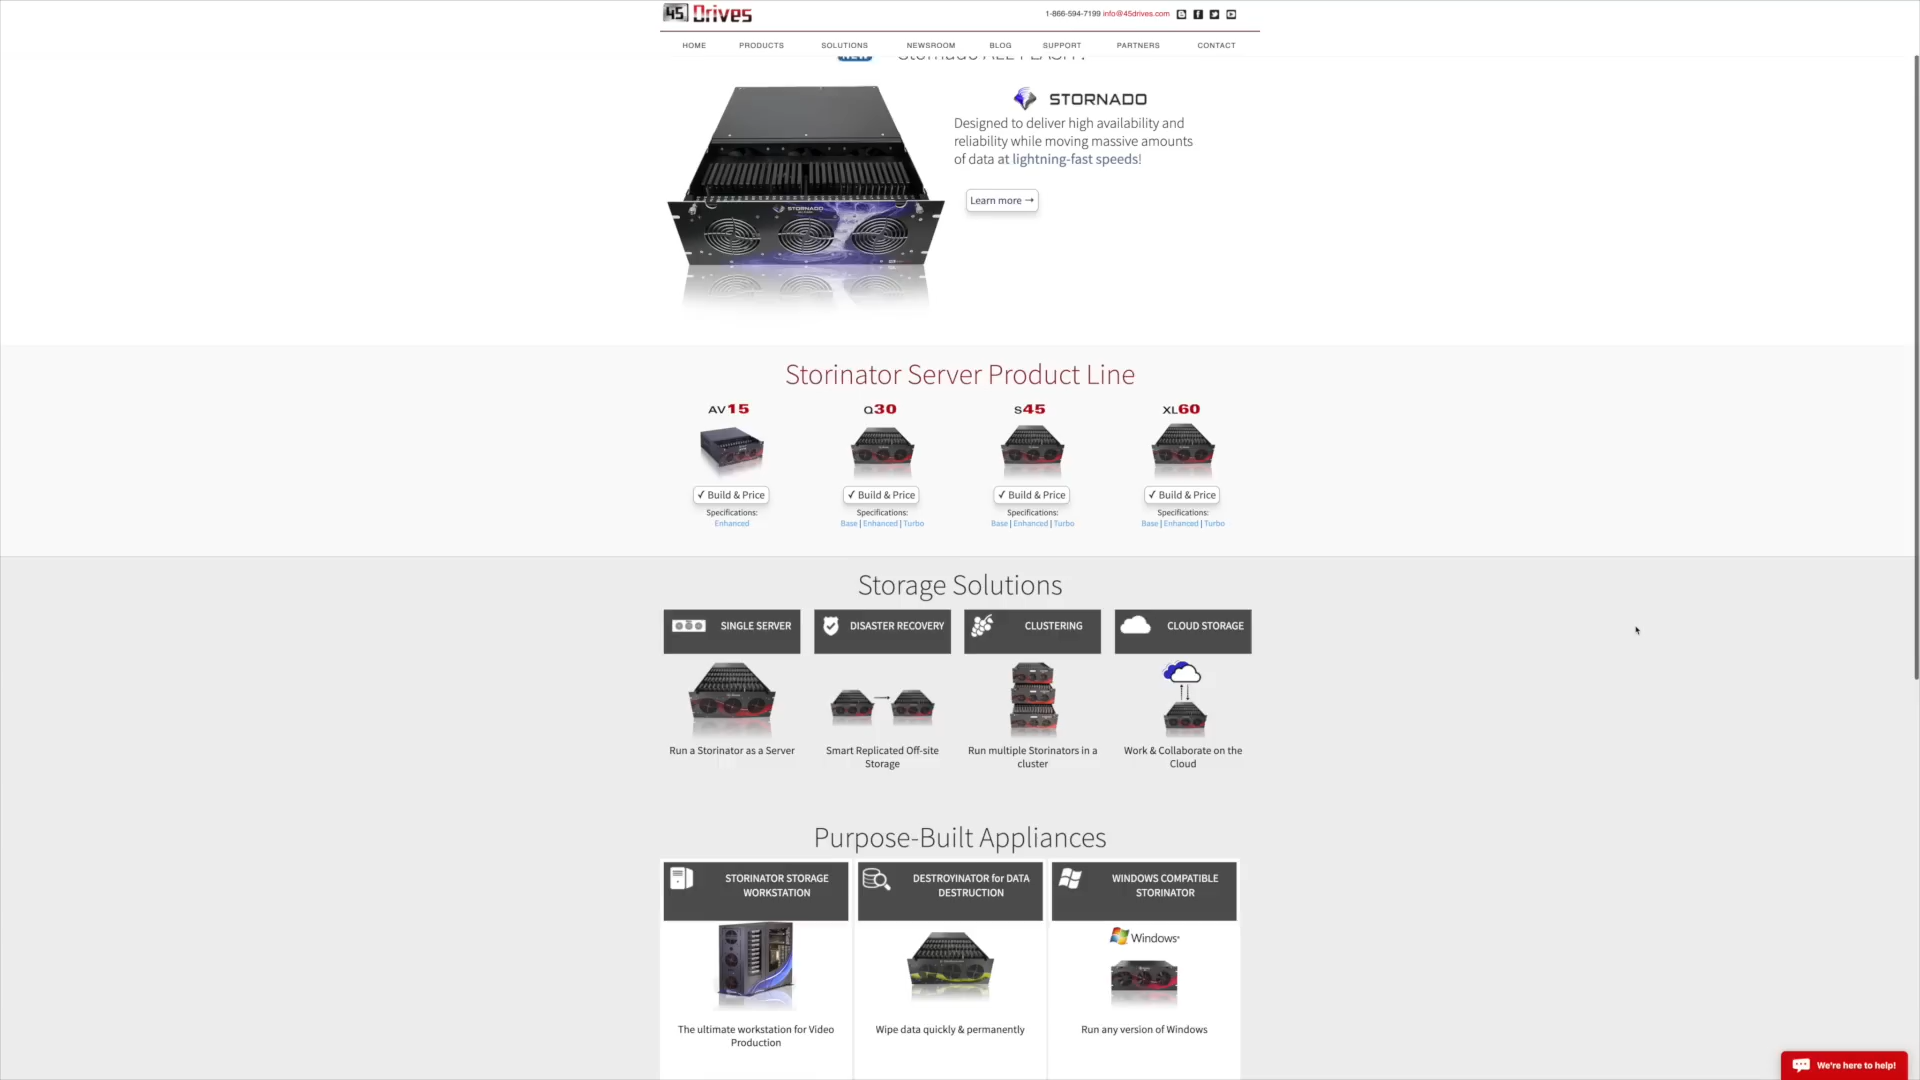 45 Drives
1-866-594-7199 info@45drives.com
HOME PRODUCTS SOLUTIONS NEWSROOM BLOG SUPPORT PARTNERS CONTACT
NEW Stornado ALL FLASH!
STORNADO
Designed to deliver high availability and
reliability while moving massive amounts
of data at lightning-fast speeds!
Learn more →
STORNADO
Storinator Server Product Line
AV15 Q30 S45 XL60
✓ Build & Price ✓ Build & Price ✓ Build & Price ✓ Build & Price
Specifications: Specifications: Specifications: Specifications:
Enhanced Base | Enhanced | Turbo Base | Enhanced | Turbo Base | Enhanced | Turbo
Storage Solutions
SINGLE SERVER DISASTER RECOVERY CLUSTERING CLOUD STORAGE
Run a Storinator as a Server
Smart Replicated Off-site
Storage
Run multiple Storinators in a
cluster
Work & Collaborate on the
Cloud
Purpose-Built Appliances
STORINATOR STORAGE
WORKSTATION
DESTROYINATOR for DATA
DESTRUCTION
WINDOWS COMPATIBLE
STORINATOR
Windows®
The ultimate workstation for Video
Production
Wipe data quickly & permanently
Run any version of Windows
We're here to help!